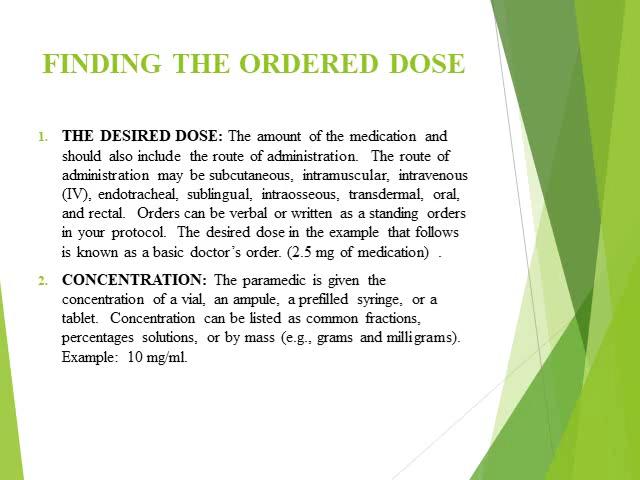 FINDING THE ORDERED DOSE
1. THE DESIRED DOSE: The amount of the medication and
should also include the route of administration. The route of
administration may be subcutaneous, intramuscular, intravenous
(IV), endotracheal, sublingual, intraosseous, transdermal, oral,
and rectal. Orders can be verbal or written as a standing orders
in your protocol. The desired dose in the example that follows
is known as a basic doctor's order. (2.5 mg of medication) .
2. CONCENTRATION: The paramedic is given the
concentration of a vial, an ampule, a prefilled syringe, or a
tablet. Concentration can be listed as common fractions,
percentages solutions, or by mass (e.g., grams and milligrams).
Example: 10 mg/ml.